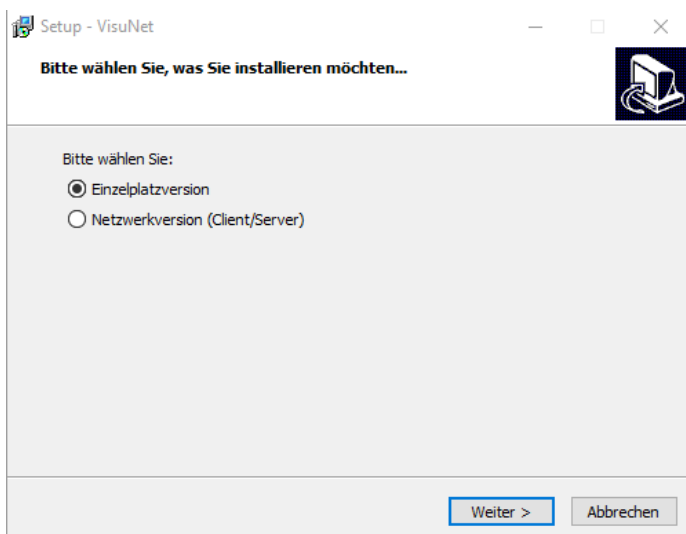 Setup - VisuNet
Bitte wählen Sie, was Sie installieren möchten...
Bitte wählen Sie:
Einzelplatzversion
Netzwerkversion (Client/Server)
Weiter >
Abbrechen